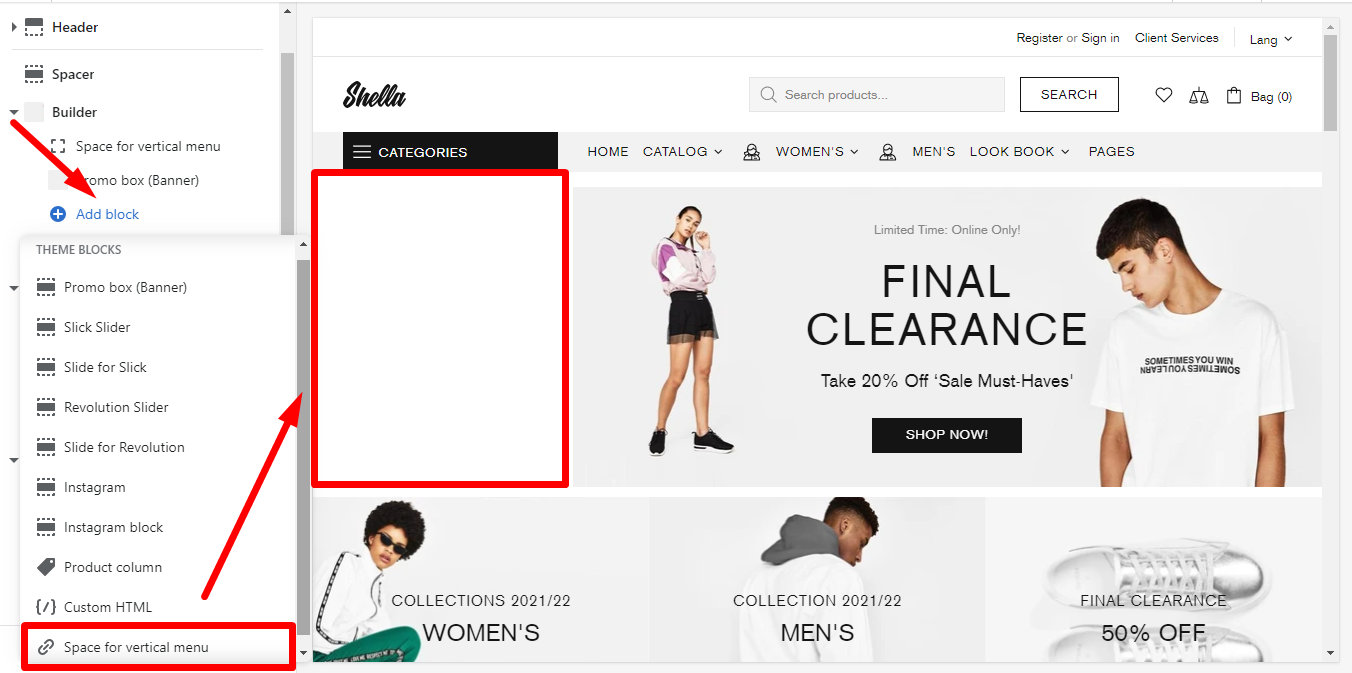 Header
Spacer
Builder
Space for vertical menu
romo box (Banner)
Add block
THEME BLOCKS
Promo box (Banner)
Slick Slider
Slide for Slick
Revolution Slider
Slide for Revolution
Instagram
Instagram block
Product column
Custom HTML
Space for vertical menu
Register or Sign in Client Services Lang
Shella
Search products...
SEARCH
Bag (0)
CATEGORIES
HOME CATALOG WOMEN'S MEN'S LOOK BOOK PAGES
Limited Time: Online Only!
FINAL
CLEARANCE
Take 20% Off ‘Sale Must-Haves'
SHOP NOW!
SOMETIMES YOU WIN
SOMETIMES YOU LEARN
COLLECTIONS 2021/22
WOMEN'S
COLLECTION 2021/22
MEN'S
FINAL CLEARANCE
50% OFF